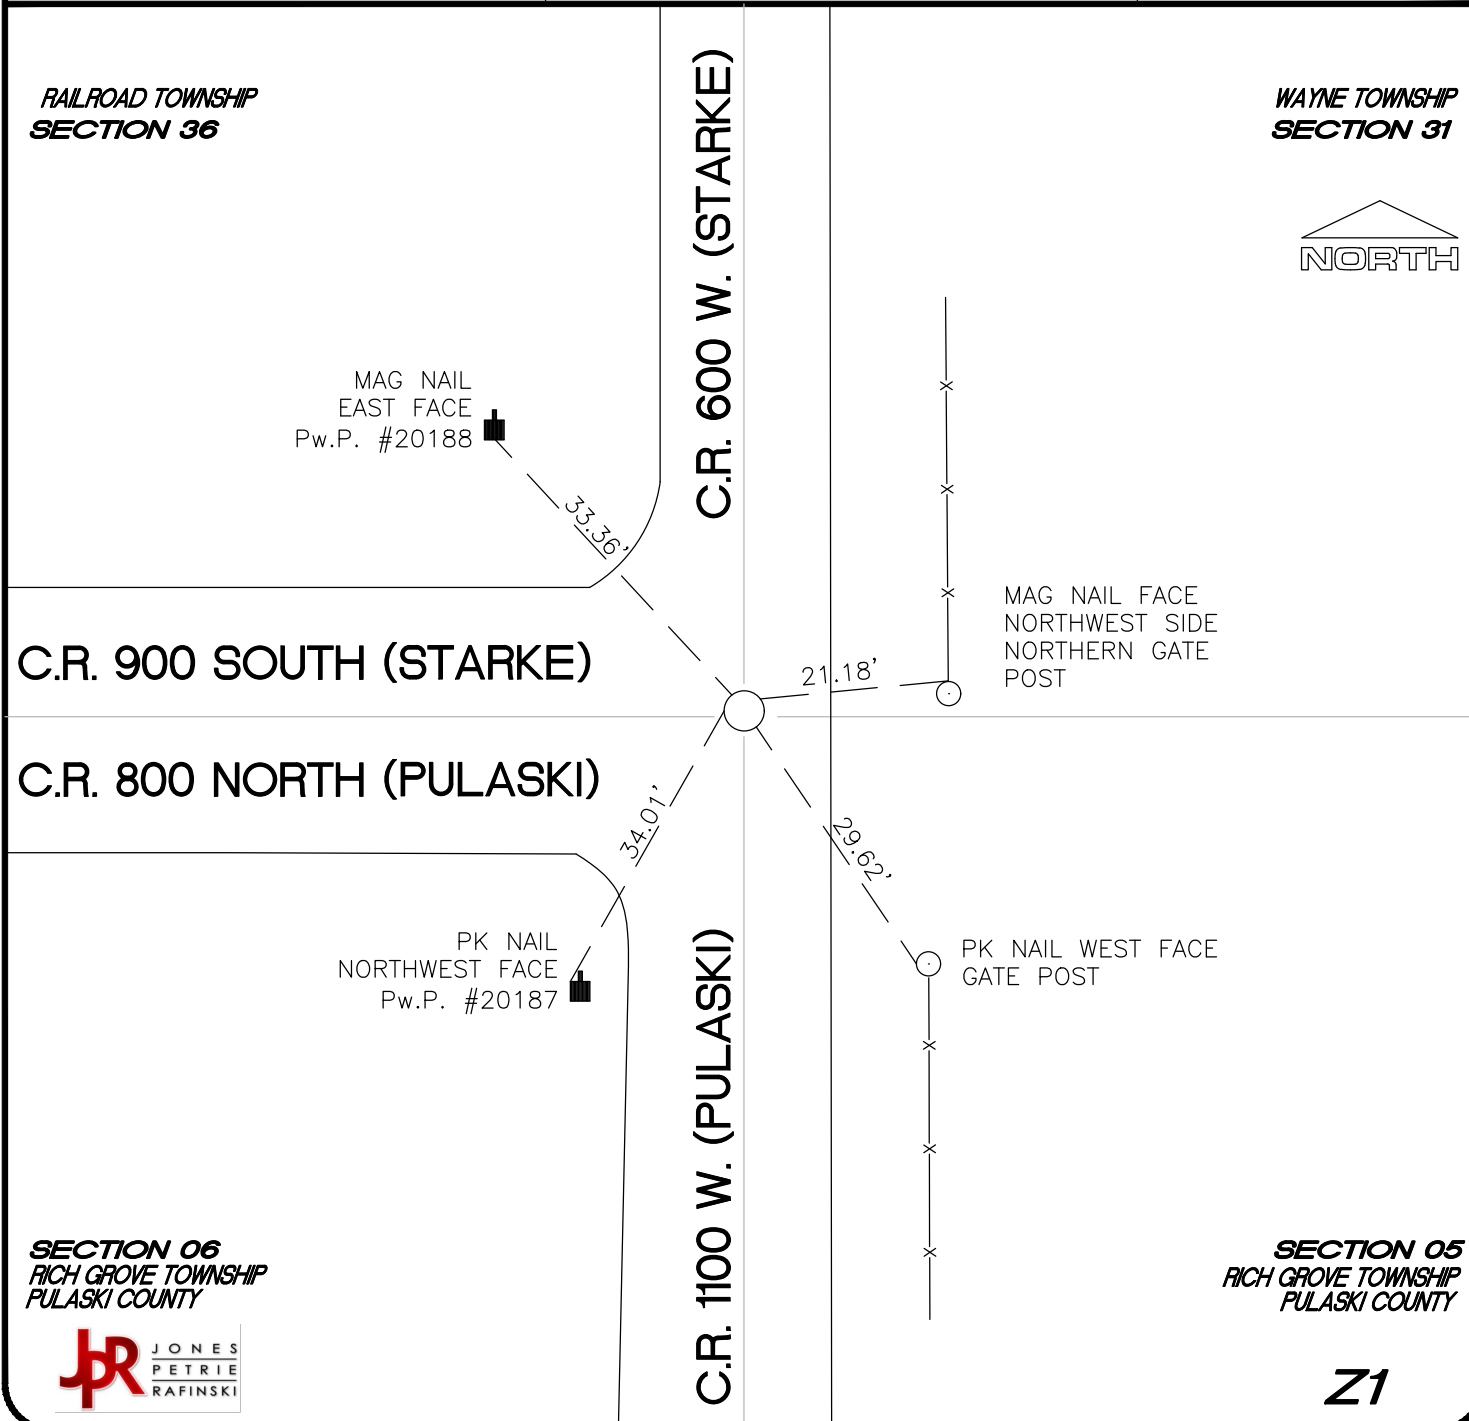 RAILROAD TOWNSHIP
SECTION 36
WAYNE TOWNSHIP
SECTION 31
NORTH
C.R. 600 W. (STARKE)
MAG NAIL
EAST FACE
Pw.P. #20188
33.36'
MAG NAIL FACE
NORTHWEST SIDE
NORTHERN GATE
POST
C.R. 900 SOUTH (STARKE)
21.18'
C.R. 800 NORTH (PULASKI)
34.01'
29.62'
PK NAIL
NORTHWEST FACE
Pw.P. #20187
PK NAIL WEST FACE
GATE POST
C.R. 1100 W. (PULASKI)
SECTION 06
RICH GROVE TOWNSHIP
PULASKI COUNTY
SECTION 05
RICH GROVE TOWNSHIP
PULASKI COUNTY
JPR
JONES
PETRIE
RAFINSKI
Z1